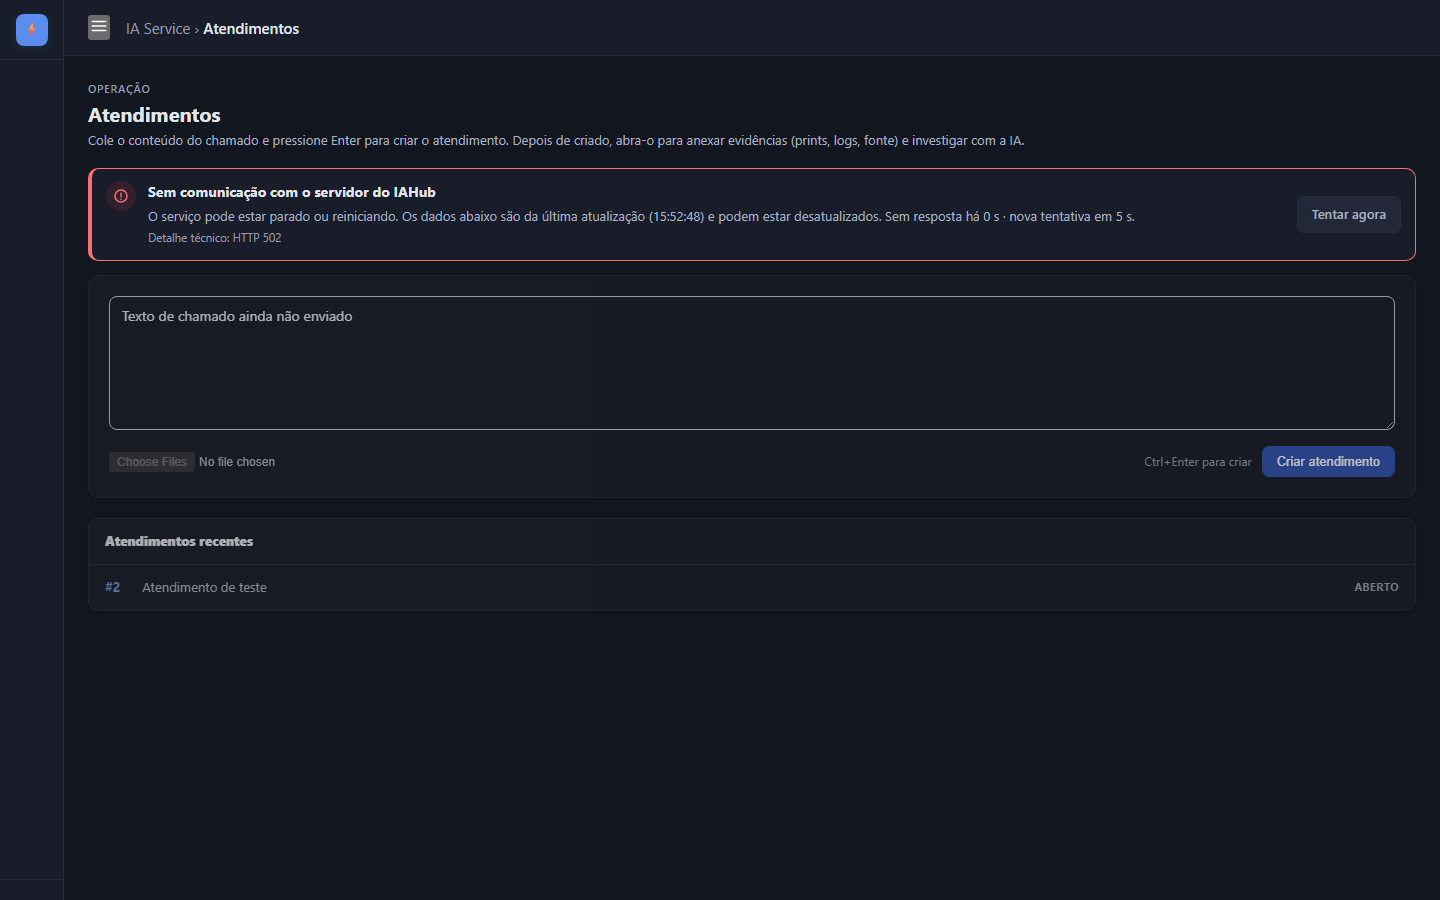 IA Service › Atendimentos
OPERAÇÃO
Atendimentos
Cole o conteúdo do chamado e pressione Enter para criar o atendimento. Depois de criado, abra-o para anexar evidências (prints, logs, fonte) e investigar com a IA.
Sem comunicação com o servidor do IAHub
O serviço pode estar parado ou reiniciando. Os dados abaixo são da última atualização (15:52:48) e podem estar desatualizados. Sem resposta há 0 s · nova tentativa em 5 s.
Detalhe técnico: HTTP 502
Tentar agora
Texto de chamado ainda não enviado
Choose Files No file chosen
Ctrl+Enter para criar
Criar atendimento
Atendimentos recentes
#2 Atendimento de teste ABERTO